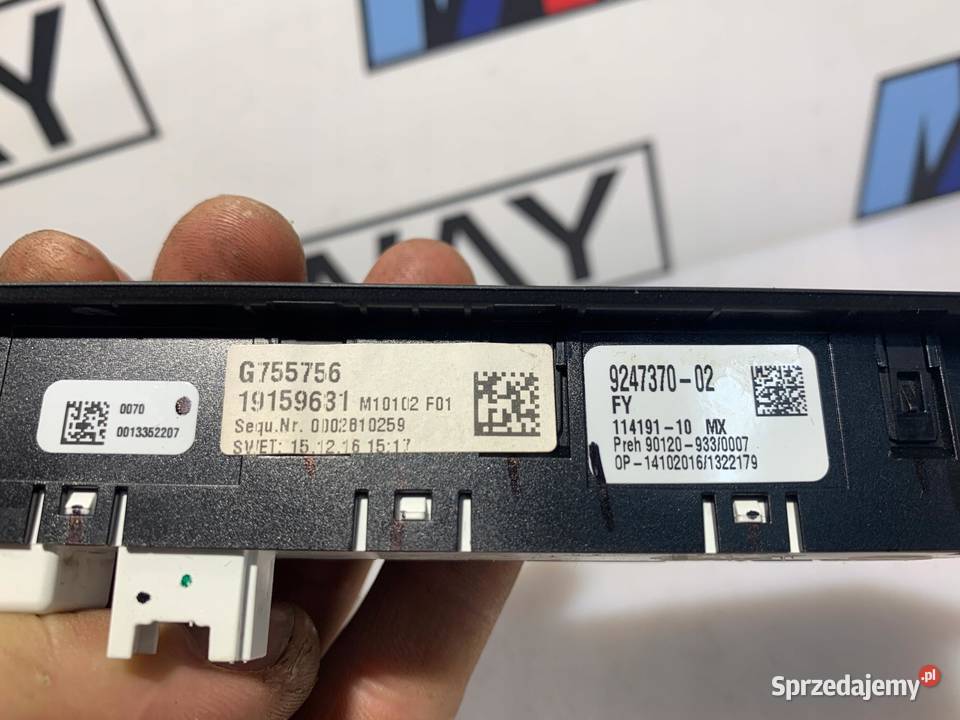 WAY
0070
0013352207
G755756
19159631 M10102 F01
Sequ.Nr. 0002810259
SW/ET: 15.12.16 15:17
9247370-02
FY
114191-10 MX
Preh 90120-933/0007
OP-14102016/1322179
Sprzedajemy.pl